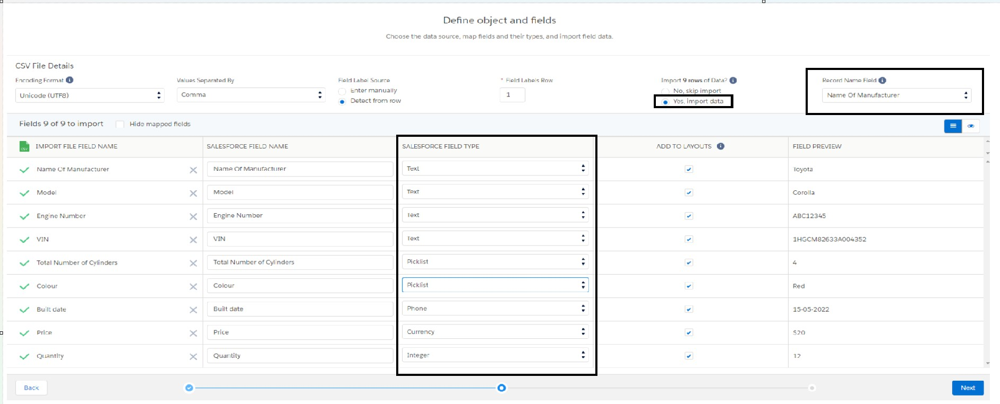 Define object and fields
Choose the data source, map fields and their types, and import field data.
CSV File Details
Encoding Format
Unicode (UTF8)
Values Separated By
Comma
Field Label Source
Enter manually
Detect from row
* Field Labels Row
1
Import 9 rows of Data?
No, skip import
Yes, import data
Record Name Field
Name Of Manufacturer
Fields 9 of 9 to import Hide mapped fields
CSV IMPORT FILE FIELD NAME SALESFORCE FIELD NAME SALESFORCE FIELD TYPE ADD TO LAYOUTS FIELD PREVIEW
Name Of Manufacturer Name Of Manufacturer Text Toyota
Model Model Text Corolla
Engine Number Engine Number Text ABC12345
VIN VIN Text 1HGCM82633A004352
Total Number of Cylinders Total Number of Cylinders Picklist 4
Colour Colour Picklist Red
Built date Built date Phone 15-05-2022
Price Price Currency $20
Quantity Quantity Integer 12
Back Next